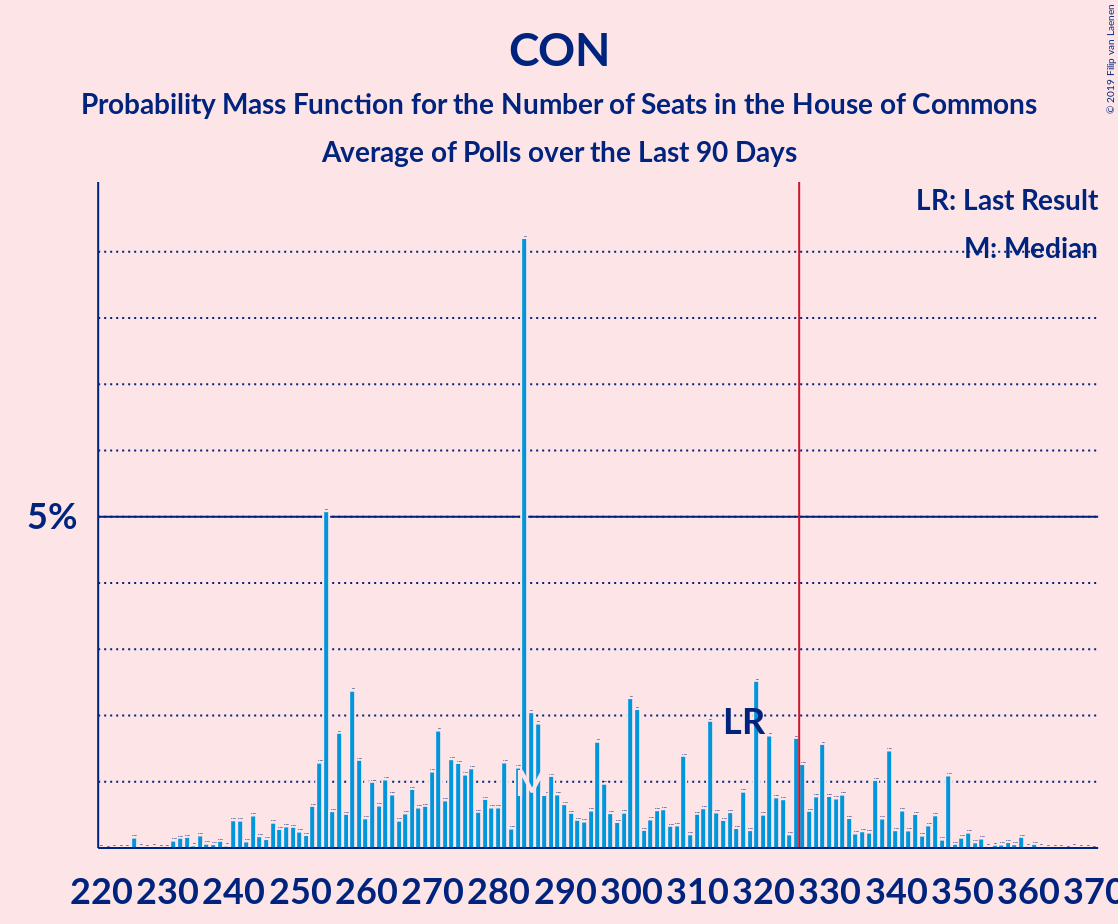 CON
Probability Mass Function for the Number of Seats in the House of Commons
Average of Polls over the Last 90 Days
© 2019 Filip van Laenen
LR: Last Result
M: Median
5%
LR
M
220 230 240 250 260 270 280 290 300 310 320 330 340 350 360 370